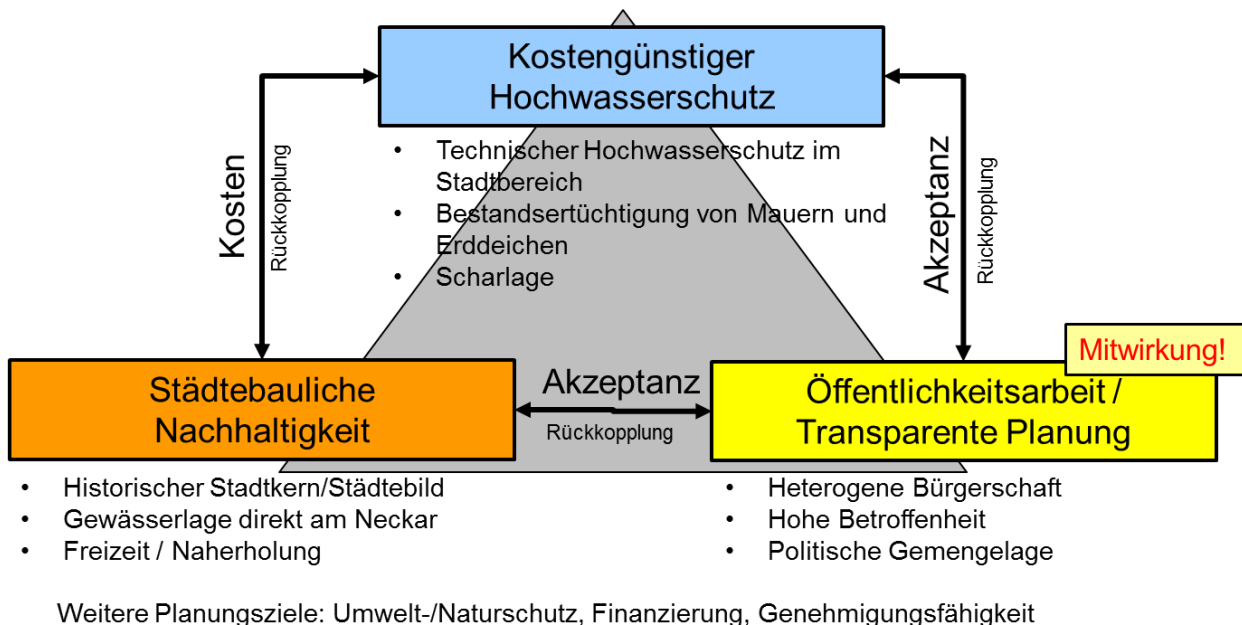 Kostengünstiger
Hochwasserschutz
Kosten
Rückkopplung
• Technischer Hochwasserschutz im
Stadtbereich
• Bestandsertüchtigung von Mauern und
Erddeichen
• Scharlage
Akzeptanz
Rückkopplung
Mitwirkung!
Städtebauliche
Nachhaltigkeit
Akzeptanz
Rückkopplung
Öffentlichkeitsarbeit /
Transparente Planung
• Historischer Stadtkern/Städtebild
• Gewässerlage direkt am Neckar
• Freizeit / Naherholung
• Heterogene Bürgerschaft
• Hohe Betroffenheit
• Politische Gemengelage
Weitere Planungsziele: Umwelt-/Naturschutz, Finanzierung, Genehmigungsfähigkeit